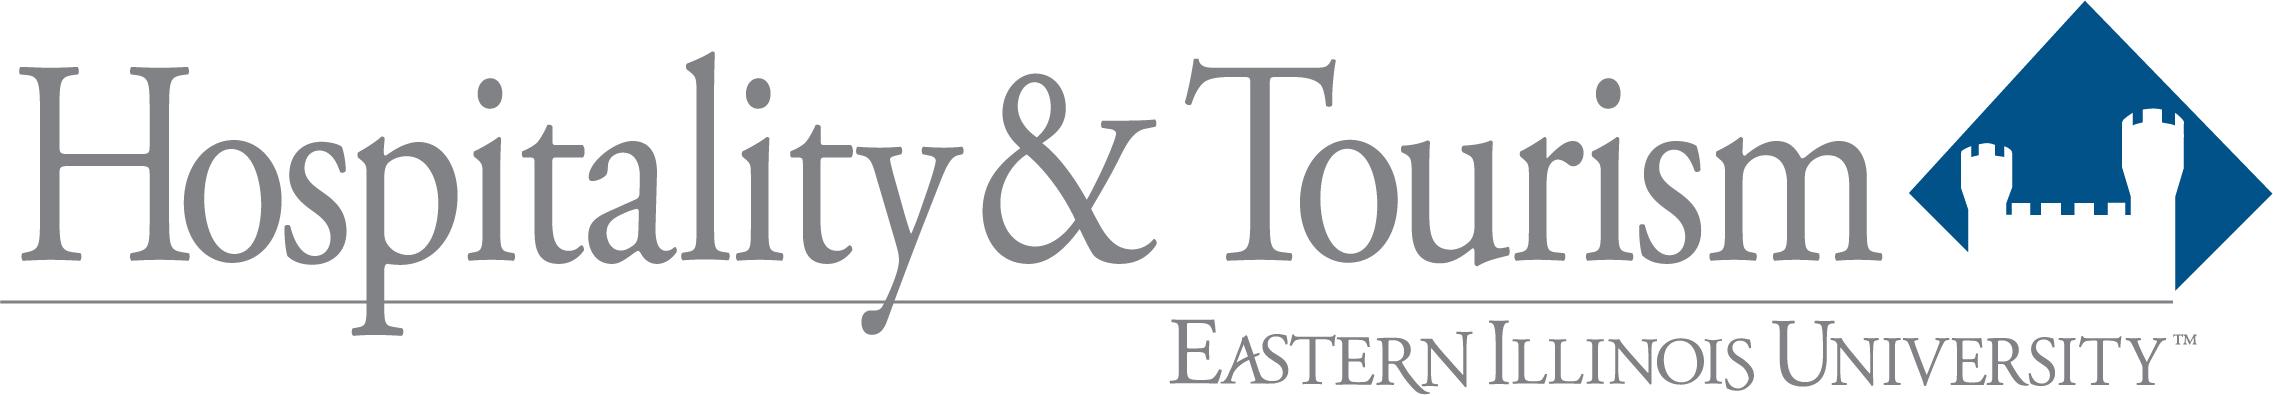 Hospitality & Tourism
Eastern Illinois University™